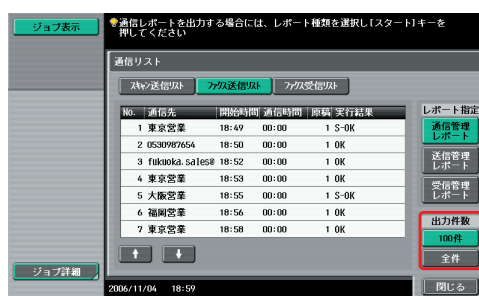 ジョブ表示
通信レポートを出力する場合には、レポート種類を選択し[スタート]キーを
押してください
通信リスト
スキャン送信リスト ファクス送信リスト ファクス受信リスト
No. 通信先 開始時間 通信時間 原稿 実行結果
1 東京営業 18:49 00:00 1 S-OK
2 0530987654 18:50 00:00 1 OK
3 fukuoka.sales@ 18:52 00:00 1 OK
4 東京営業 18:53 00:00 1 OK
5 大阪営業 18:55 00:00 1 S-OK
6 福岡営業 18:56 00:00 1 OK
7 東京営業 18:58 00:00 1 OK
レポート指定
通信管理
レポート
送信管理
レポート
受信管理
レポート
出力件数
100件
全件
ジョブ詳細
2006/11/04 18:59
閉じる